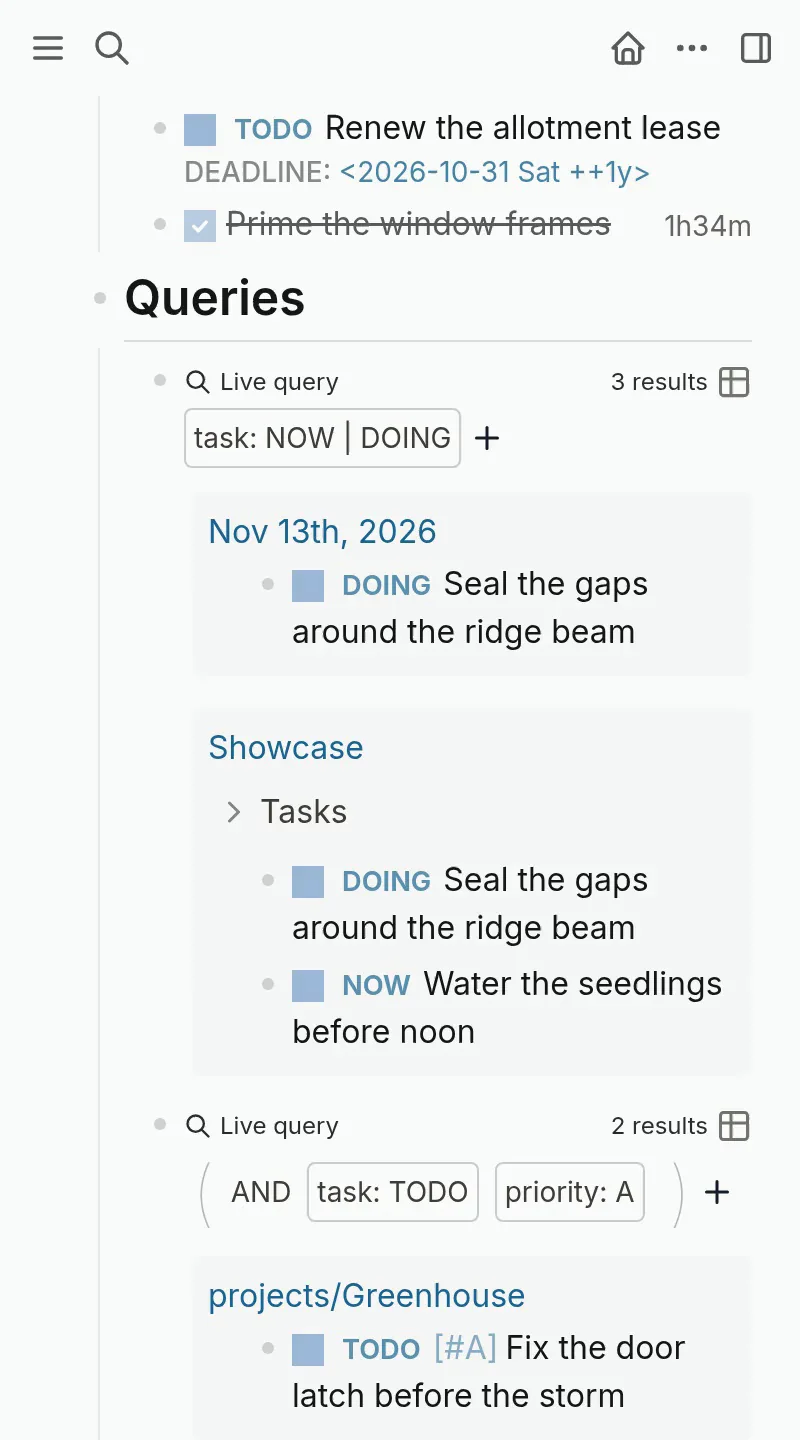 TODO Renew the allotment lease
DEADLINE: <2026-10-31 Sat ++1y>
Prime the window frames 1h34m
Queries
Live query 3 results
task: NOW | DOING +
Nov 13th, 2026
DOING Seal the gaps
around the ridge beam
Showcase
Tasks
DOING Seal the gaps
around the ridge beam
NOW Water the seedlings
before noon
Live query 2 results
( AND task: TODO priority: A ) +
projects/Greenhouse
TODO [#A] Fix the door
latch before the storm